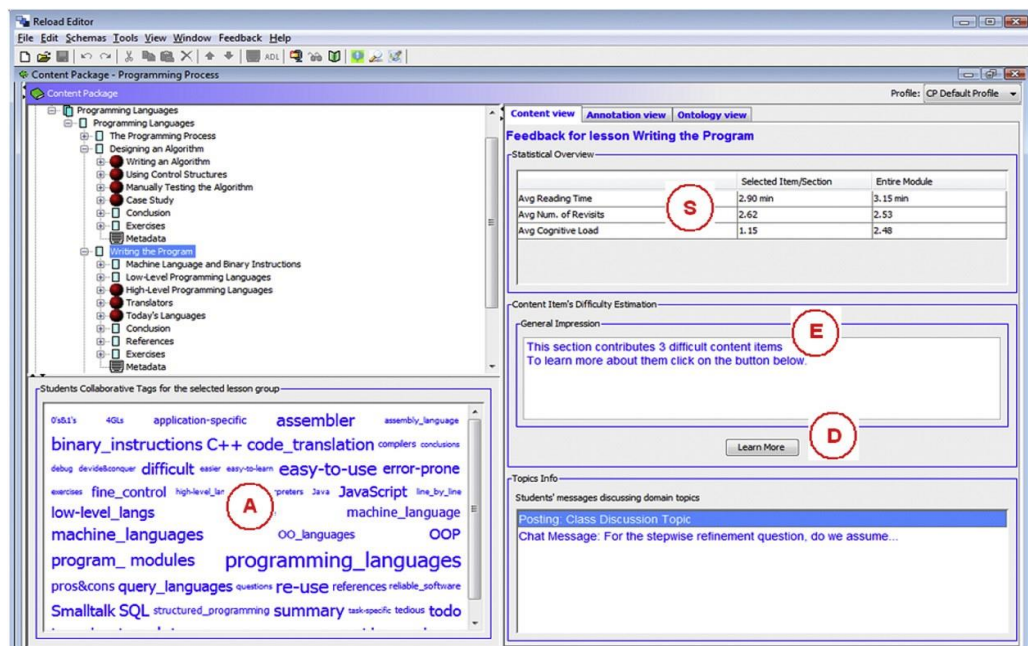 Reload Editor
File Edit Schemas Tools View Window Feedback Help
ADL
Content Package - Programming Process
Content Package
Profile: CP Default Profile
Programming Languages
Programming Languages
The Programming Process
Designing an Algorithm
Writing an Algorithm
Using Control Structures
Manually Testing the Algorithm
Case Study
Conclusion
Exercises
Metadata
Writing the Program
Machine Language and Binary Instructions
Low-Level Programming Languages
High-Level Programming Languages
Translators
Today's Languages
Conclusion
References
Exercises
Metadata
Students Collaborative Tags for the selected lesson group
0's&1's 4GLs application-specific assembler assembly_language
binary_instructions C++ code_translation compilers conclusions
debug devide&conquer difficult easier easy-to-learn easy-to-use error-prone
exercises fine_control Java JavaScript line_by_line
low-level_langs machine_language
A
machine_languages OO_languages OOP
program_ modules programming_languages
pros&cons query_languages questions re-use references reliable_software
Smalltalk SQL structured_programming summary task-specific tedious todo
Content view Annotation view Ontology view
Feedback for lesson Writing the Program
Statistical Overview
Selected Item/Section Entire Module
Avg Reading Time 2.90 min 3.15 min
S
Avg Num. of Revisits 2.62 2.53
Avg Cognitive Load 1.15 2.48
Content Item's Difficulty Estimation
General Impression
E
This section contributes 3 difficult content items
To learn more about them click on the button below.
D
Learn More
Topics Info
Students' messages discussing domain topics
Posting: Class Discussion Topic
Chat Message: For the stepwise refinement question, do we assume...